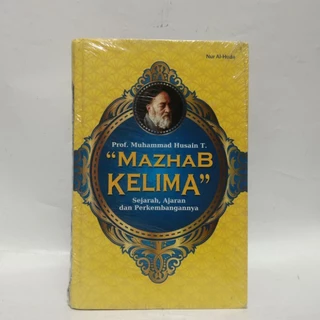 Nur Al-Huda
Prof. Muhammad Husain T.
"MAZHAB
KELIMA"
Sejarah, Ajaran
dan Perkembangannya